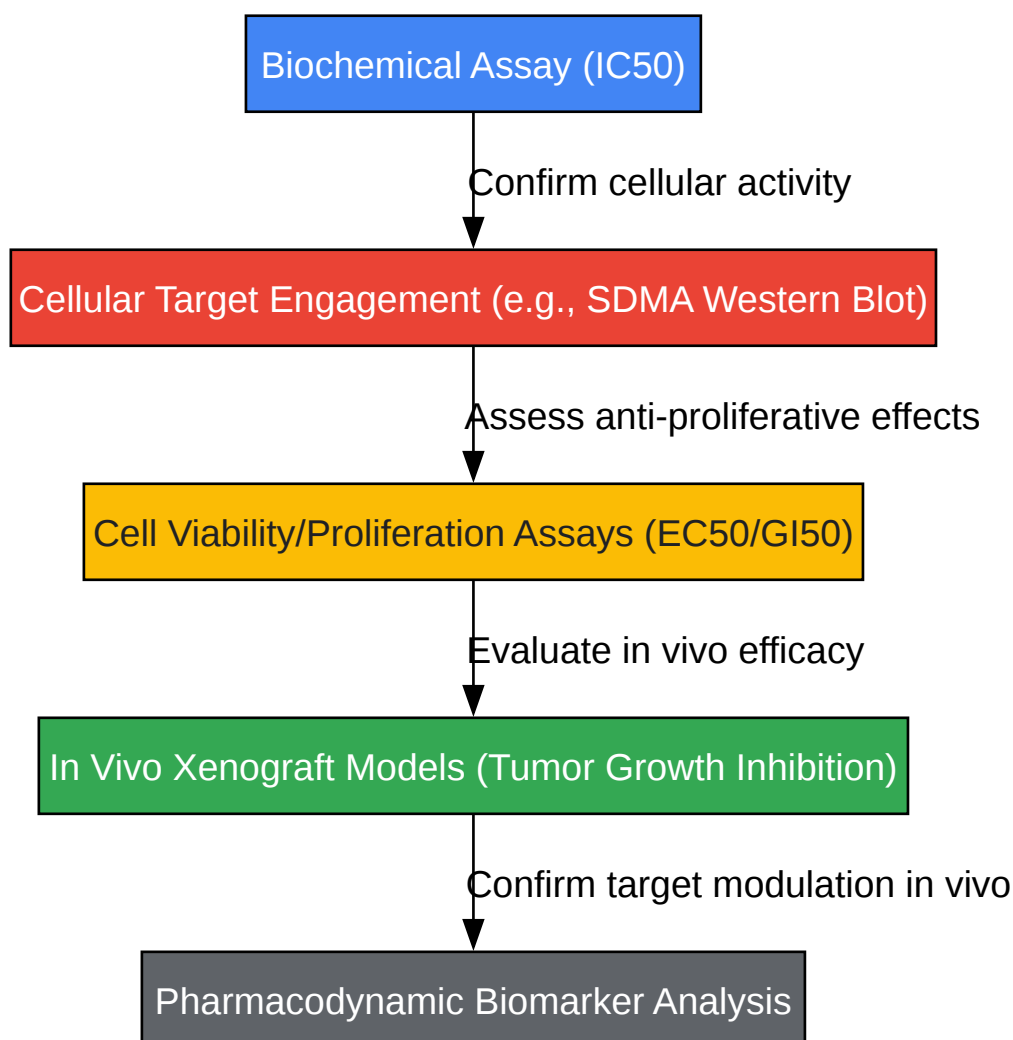 Biochemical Assay (IC50)
Confirm cellular activity
Cellular Target Engagement (e.g., SDMA Western Blot)
Assess anti-proliferative effects
Cell Viability/Proliferation Assays (EC50/GI50)
Evaluate in vivo efficacy
In Vivo Xenograft Models (Tumor Growth Inhibition)
Confirm target modulation in vivo
Pharmacodynamic Biomarker Analysis